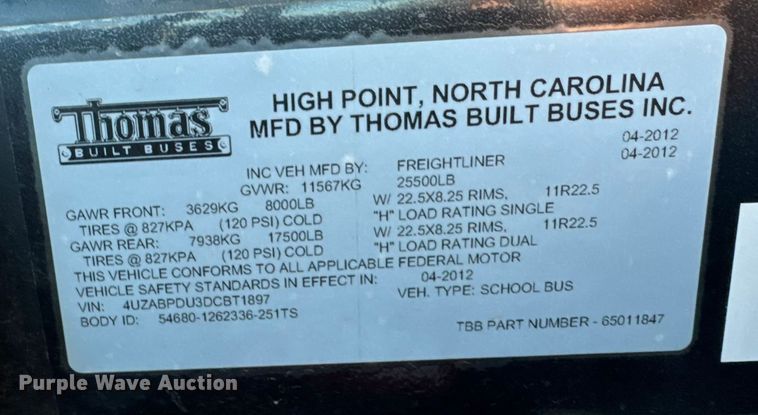 Thomas
BUILT BUSES
HIGH POINT, NORTH CAROLINA
MFD BY THOMAS BUILT BUSES INC.
04-2012
INC VEH MFD BY: FREIGHTLINER 04-2012
GVWR: 11567KG 25500LB
GAWR FRONT: 3629KG 8000LB W/ 22.5X8.25 RIMS, 11R22.5
TIRES @ 827KPA (120 PSI) COLD "H" LOAD RATING SINGLE
GAWR REAR: 7938KG 17500LB W/ 22.5X8.25 RIMS, 11R22.5
TIRES @ 827KPA (120 PSI) COLD "H" LOAD RATING DUAL
THIS VEHICLE CONFORMS TO ALL APPLICABLE FEDERAL MOTOR
VEHICLE SAFETY STANDARDS IN EFFECT IN: 04-2012
VIN: 4UZABPDU3DCBT1897 VEH. TYPE: SCHOOL BUS
BODY ID: 54680-1262336-251TS
TBB PART NUMBER - 65011847
Purple Wave Auction